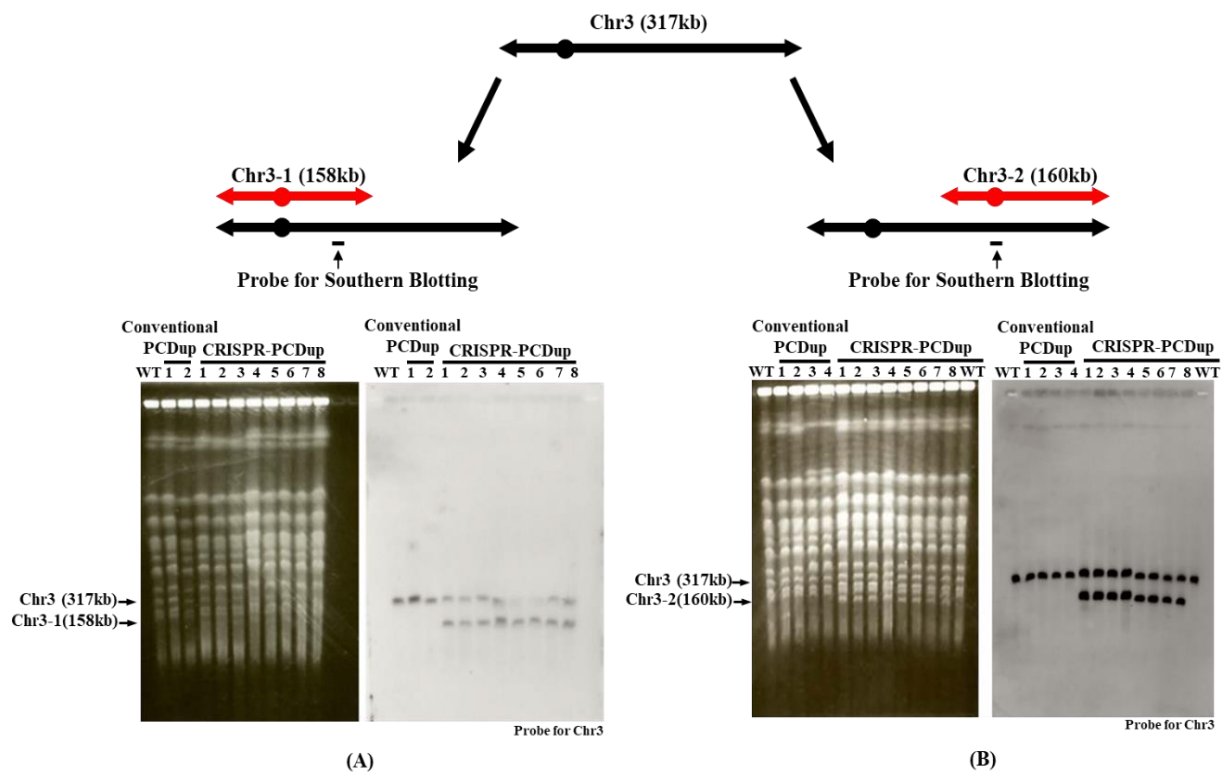 Chr3 (317kb)
Chr3-1 (158kb)
Chr3-2 (160kb)
Probe for Southern Blotting
Probe for Southern Blotting
Conventional
PCDup
CRISPR-PCDup
WT 1 2 1 2 3 4 5 6 7 8
Conventional
PCDup
CRISPR-PCDup
WT 1 2 1 2 3 4 5 6 7 8
Conventional
PCDup
CRISPR-PCDup
WT 1 2 3 4 1 2 3 4 5 6 7 8 WT
Conventional
PCDup
CRISPR-PCDup
WT 1 2 3 4 1 2 3 4 5 6 7 8 WT
Chr3 (317kb)
Chr3-1(158kb)
Chr3 (317kb)
Chr3-2(160kb)
Probe for Chr3
Probe for Chr3
(A)
(B)